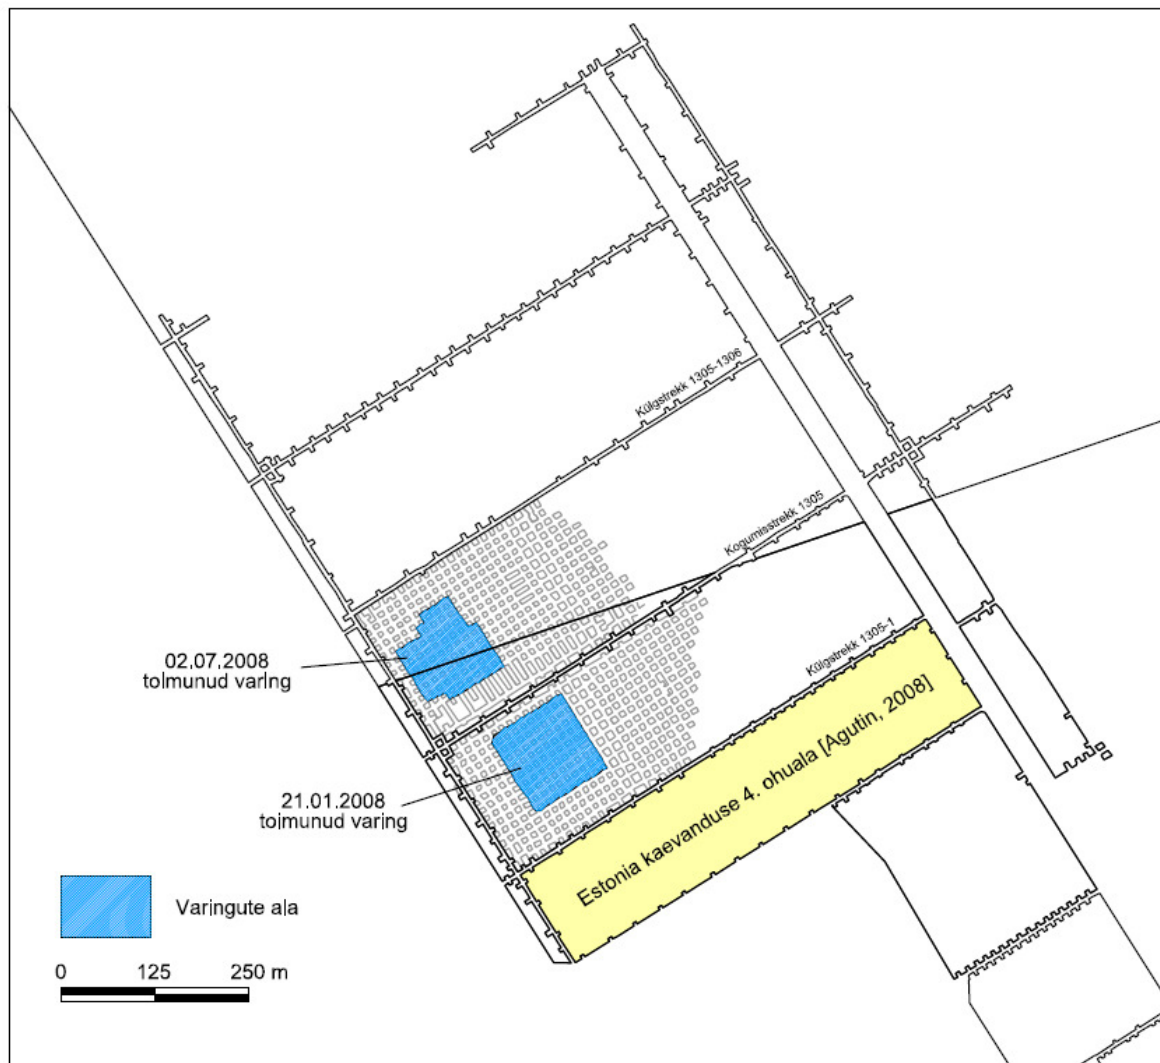 Külgstrekk 1305-1306
Kogumisstrekk 1305
Külgstrekk 1305-1
02.07.2008
toimunud varing
21.01.2008
toimunud varing
Estonia kaevanduse 4. ohuala [Agutin, 2008]
Varingute ala
0 125 250 m